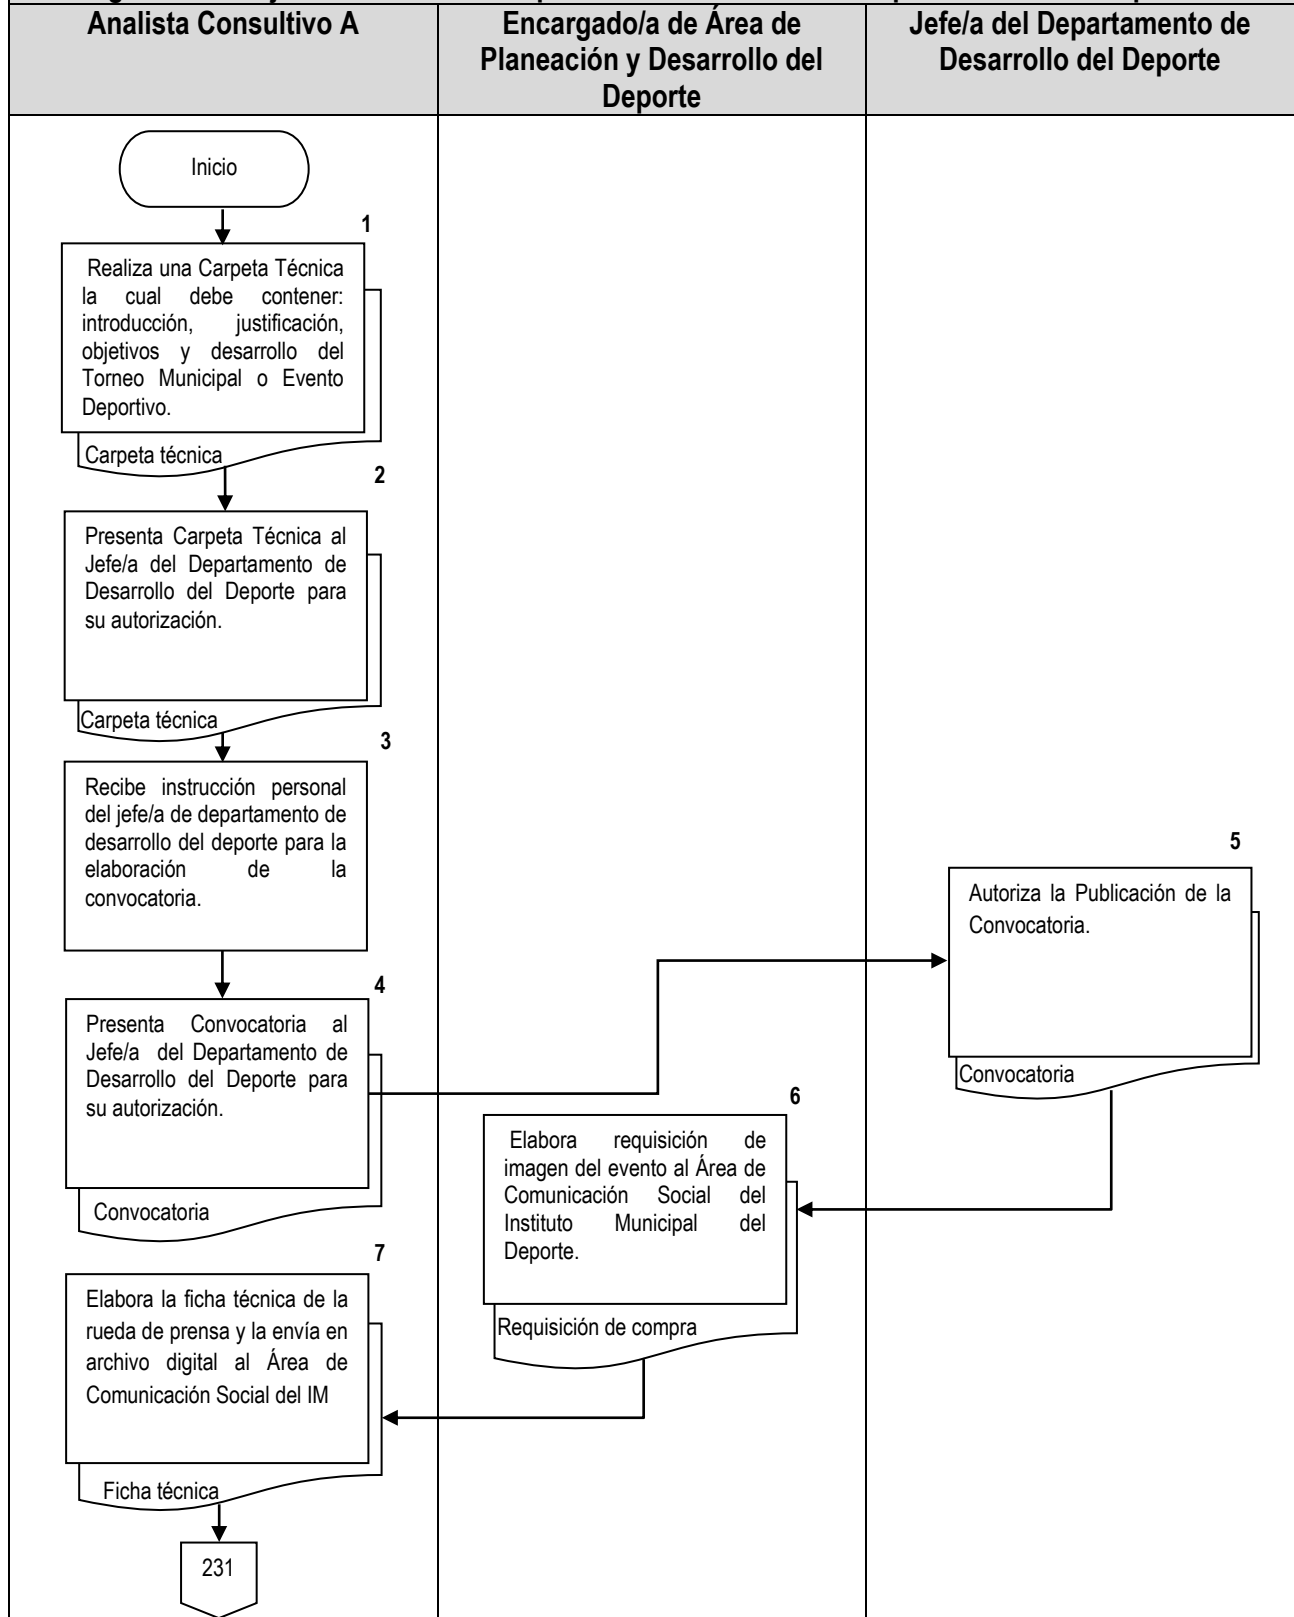 Analista Consultivo A
Encargado/a de Área de
Planeación y Desarrollo del
Deporte
Jefe/a del Departamento de
Desarrollo del Deporte
Inicio
1
Realiza una Carpeta Técnica
la cual debe contener:
introducción, justificación,
objetivos y desarrollo del
Torneo Municipal o Evento
Deportivo.
Carpeta técnica
2
Presenta Carpeta Técnica al
Jefe/a del Departamento de
Desarrollo del Deporte para
su autorización.
Carpeta técnica
3
Recibe instrucción personal
del jefe/a de departamento de
desarrollo del deporte para la
elaboración de la
convocatoria.
4
Presenta Convocatoria al
Jefe/a del Departamento de
Desarrollo del Deporte para
su autorización.
Convocatoria
5
Autoriza la Publicación de la
Convocatoria.
Convocatoria
6
Elabora requisición de
imagen del evento al Área de
Comunicación Social del
Instituto Municipal del
Deporte.
Requisición de compra
7
Elabora la ficha técnica de la
rueda de prensa y la envía en
archivo digital al Área de
Comunicación Social del IM
Ficha técnica
231